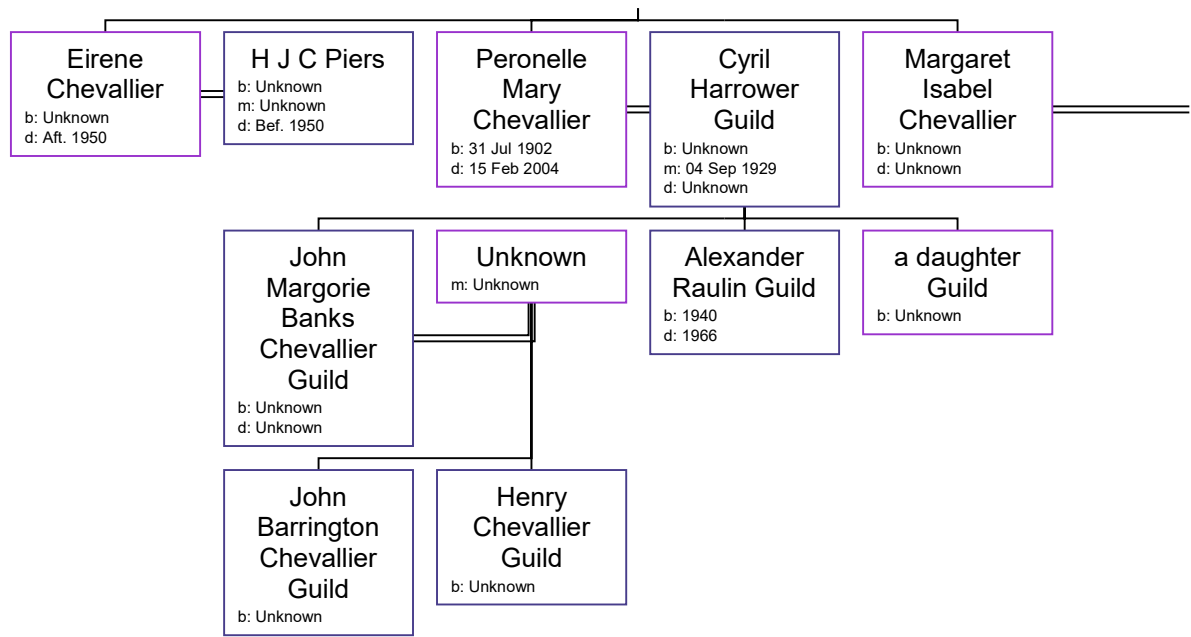 Eirene
Chevallier
b: Unknown
d: Aft. 1950
H J C Piers
b: Unknown
m: Unknown
d: Bef. 1950
Peronelle
Mary
Chevallier
b: 31 Jul 1902
d: 15 Feb 2004
Cyril
Harrower
Guild
b: Unknown
m: 04 Sep 1929
d: Unknown
Margaret
Isabel
Chevallier
b: Unknown
d: Unknown
John
Margorie
Banks
Chevallier
Guild
b: Unknown
d: Unknown
Unknown
m: Unknown
Alexander
Raulin Guild
b: 1940
d: 1966
a daughter
Guild
b: Unknown
John
Barrington
Chevallier
Guild
b: Unknown
Henry
Chevallier
Guild
b: Unknown